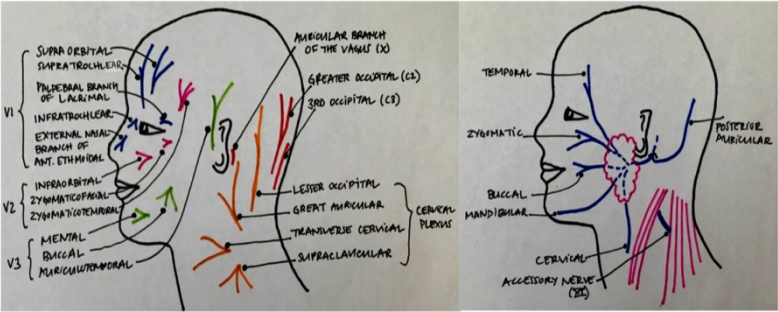 SUPRA ORBITAL
SUPRATROCHLEAR
PALPEBRAL BRANCH
OF LACRIMAL
V1
INFRATROCHLEAR
EXTERNAL NASAL
BRANCH OF
ANT. ETHMOIDAL
INFRAORBITAL
V2
ZYGOMATICOFACIAL
ZYGOMATICOTEMPORAL
MENTAL
V3
BUCCAL
AURICULOTEMPORAL
AURICULAR BRANCH
OF THE VAGUS (X)
GREATER OCCIPITAL (C2)
3RD OCCIPITAL (C3)
LESSER OCCIPITAL
GREAT AURICULAR
TRANSVERSE CERVICAL
SUPRACLAVICULAR
CERVICAL
PLEXUS
TEMPORAL
ZYGOMATIC
BUCCAL
MANDIBULAR
CERVICAL
ACCESSORY NERVE
(XI)
POSTERIOR
AURICULAR